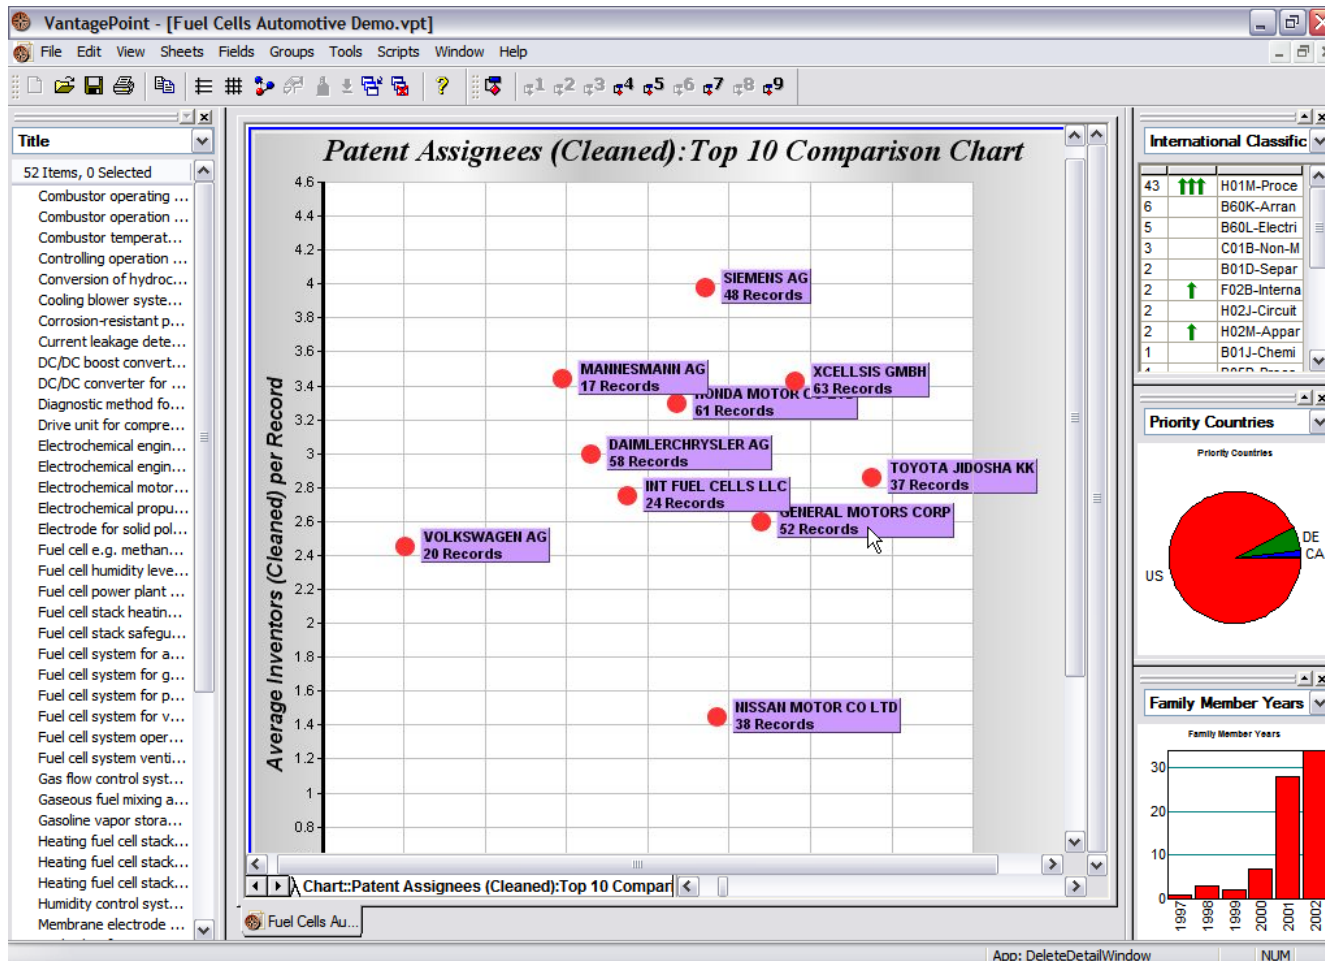 VantagePoint - [Fuel Cells Automotive Demo.vpt]
File Edit View Sheets Fields Groups Tools Scripts Window Help
1 2 3 4 5 6 7 8 9
Title
52 Items, 0 Selected
Combustor operating ...
Combustor operation ...
Combustor temperat...
Controlling operation ...
Conversion of hydroc...
Cooling blower syste...
Corrosion-resistant p...
Current leakage dete...
DC/DC boost convert...
DC/DC converter for ...
Diagnostic method fo...
Drive unit for compre...
Electrochemical engin...
Electrochemical engin...
Electrochemical motor...
Electrochemical propu...
Electrode for solid pol...
Fuel cell e.g. methan...
Fuel cell humidity leve...
Fuel cell power plant ...
Fuel cell stack heatin...
Fuel cell stack safegu...
Fuel cell system for a...
Fuel cell system for g...
Fuel cell system for p...
Fuel cell system for v...
Fuel cell system oper...
Fuel cell system venti...
Gas flow control syst...
Gaseous fuel mixing a...
Gasoline vapor stora...
Heating fuel cell stack...
Heating fuel cell stack...
Heating fuel cell stack...
Humidity control syst...
Membrane electrode ...
Patent Assignees (Cleaned):Top 10 Comparison Chart
Average Inventors (Cleaned) per Record
4.6
4.4
4.2
4
3.8
3.6
3.4
3.2
3
2.8
2.6
2.4
2.2
2
1.8
1.6
1.4
1.2
1
0.8
SIEMENS AG
48 Records
MANNESMANN AG
17 Records
XCELLSIS GMBH
63 Records
HONDA MOTOR C
61 Records
DAIMLERCHRYSLER AG
58 Records
TOYOTA JIDOSHA KK
37 Records
INT FUEL CELLS LLC
24 Records
GENERAL MOTORS CORP
52 Records
VOLKSWAGEN AG
20 Records
NISSAN MOTOR CO LTD
38 Records
Chart::Patent Assignees (Cleaned):Top 10 Compar
Fuel Cells Au...
International Classific
43 H01M-Proce
6 B60K-Arran
5 B60L-Electri
3 C01B-Non-M
2 B01D-Separ
2 F02B-Interna
2 H02J-Circuit
2 H02M-Appar
1 B01J-Chemi
Priority Countries
Priority Countries
DE
CA
US
Family Member Years
Family Member Years
30
20
10
0
1997
1998
1999
2000
2001
2002
App: DeleteDetailWindow NUM